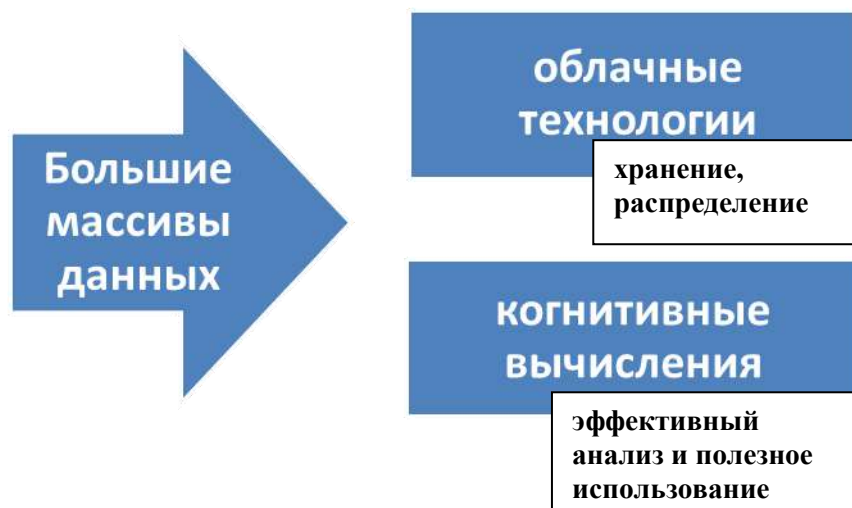 Большие
массивы
данных
облачные
технологии
хранение,
распределение
когнитивные
вычисления
эффективный
анализ и полезное
использование